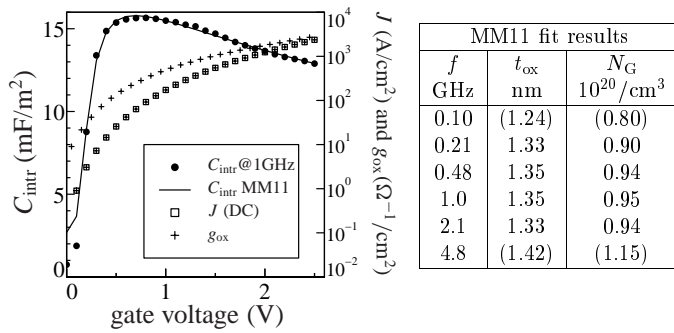 15
10
5
0
C_intr (mF/m²)
10⁴
10³
10²
10¹
10⁰
10⁻¹
10⁻²
J (A/cm²) and g_ox(Ω⁻¹/cm²)
C_intr@1GHz
C_intr MM11
J (DC)
g_ox
0 1 2
gate voltage (V)
MM11 fit results
f t_ox N_G
GHz nm 10²⁰/cm³
0.10 (1.24) (0.80)
0.21 1.33 0.90
0.48 1.35 0.94
1.0 1.35 0.95
2.1 1.33 0.94
4.8 (1.42) (1.15)